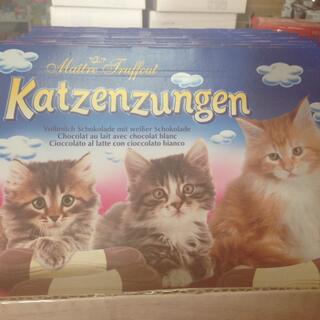 Maître Truffout
Katzenzungen
Vollmilch Schokolade mit weißer Schokolade
Chocolat au lait avec chocolat blanc
Cioccolato al latte con cioccolato bianco